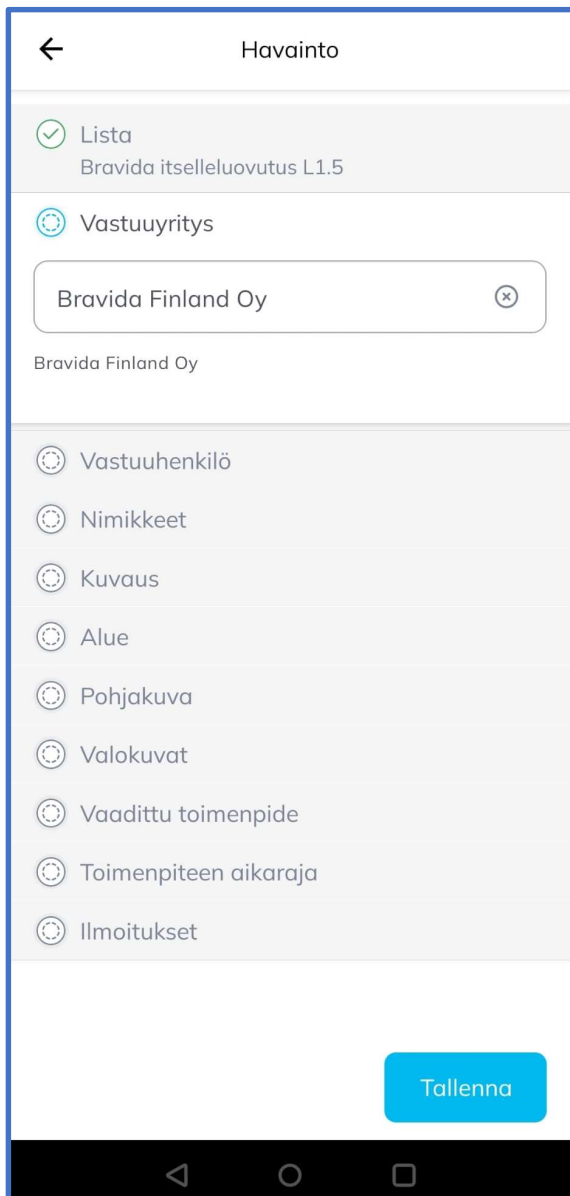 Havainto
Lista
Bravida itselleluovutus L1.5
Vastuuyritys
Bravida Finland Oy
Bravida Finland Oy
Vastuuhenkilö
Nimikkeet
Kuvaus
Alue
Pohjakuva
Valokuvat
Vaadittu toimenpide
Toimenpiteen aikaraja
Ilmoitukset
Tallenna